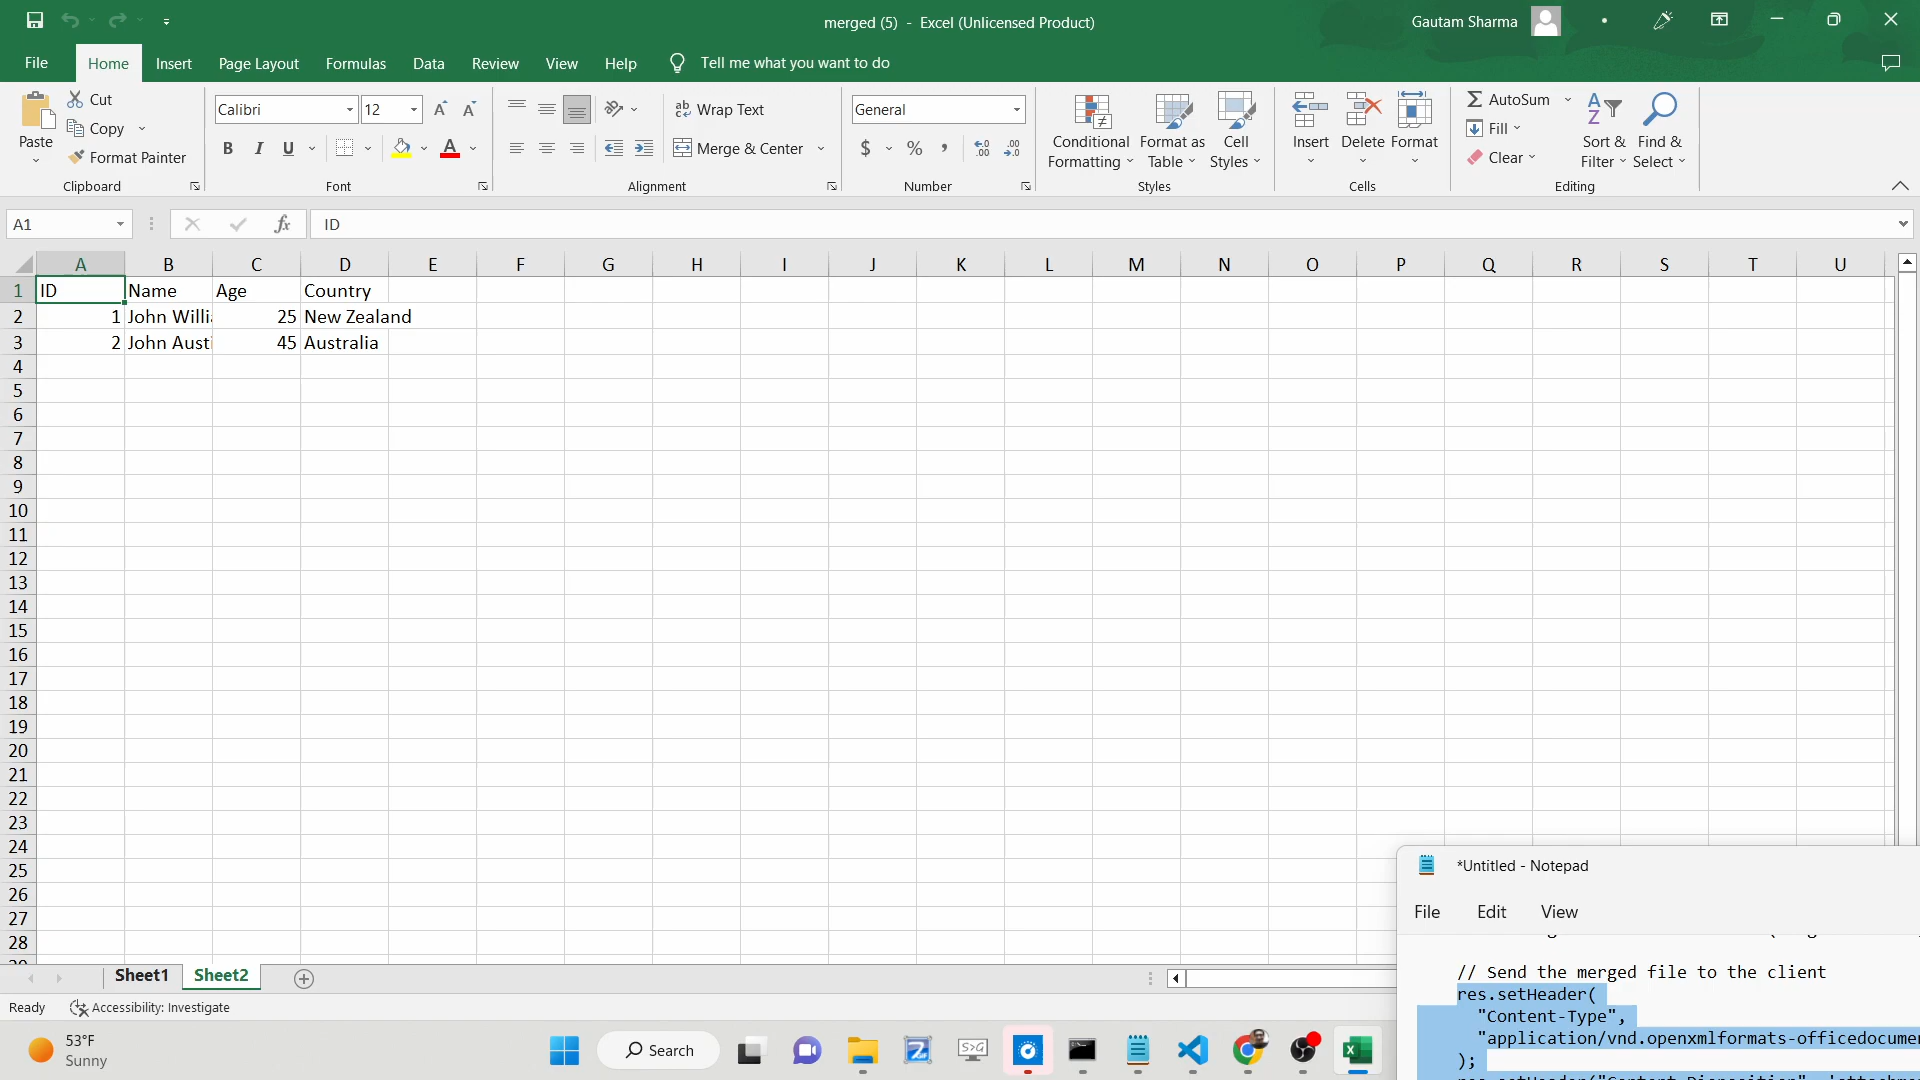 merged (5) - Excel (Unlicensed Product)
Gautam Sharma
File
Home
Insert
Page Layout
Formulas
Data
Review
View
Help
Tell me what you want to do
Paste
Cut
Copy
Format Painter
Clipboard
Calibri
12
B I U
Font
Wrap Text
Merge & Center
Alignment
General
$ % ,
Number
Conditional
Formatting
Format as
Table
Cell
Styles
Styles
Insert
Delete
Format
Cells
AutoSum
Fill
Clear
Sort &
Filter
Find &
Select
Editing
A1
fx
ID
A B C D E F G H I J K L M N O P Q R S T U
1 ID Name Age Country
2 1 John Willi 25 New Zealand
3 2 John Austi 45 Australia
4
5
6
7
8
9
10
11
12
13
14
15
16
17
18
19
20
21
22
23
24
25
26
27
28
Sheet1
Sheet2
Ready
Accessibility: Investigate
*Untitled - Notepad
File
Edit
View
// Send the merged file to the client
res.setHeader(
"Content-Type",
"application/vnd.openxmlformats-officedocumen
);
53°F
Sunny
Search